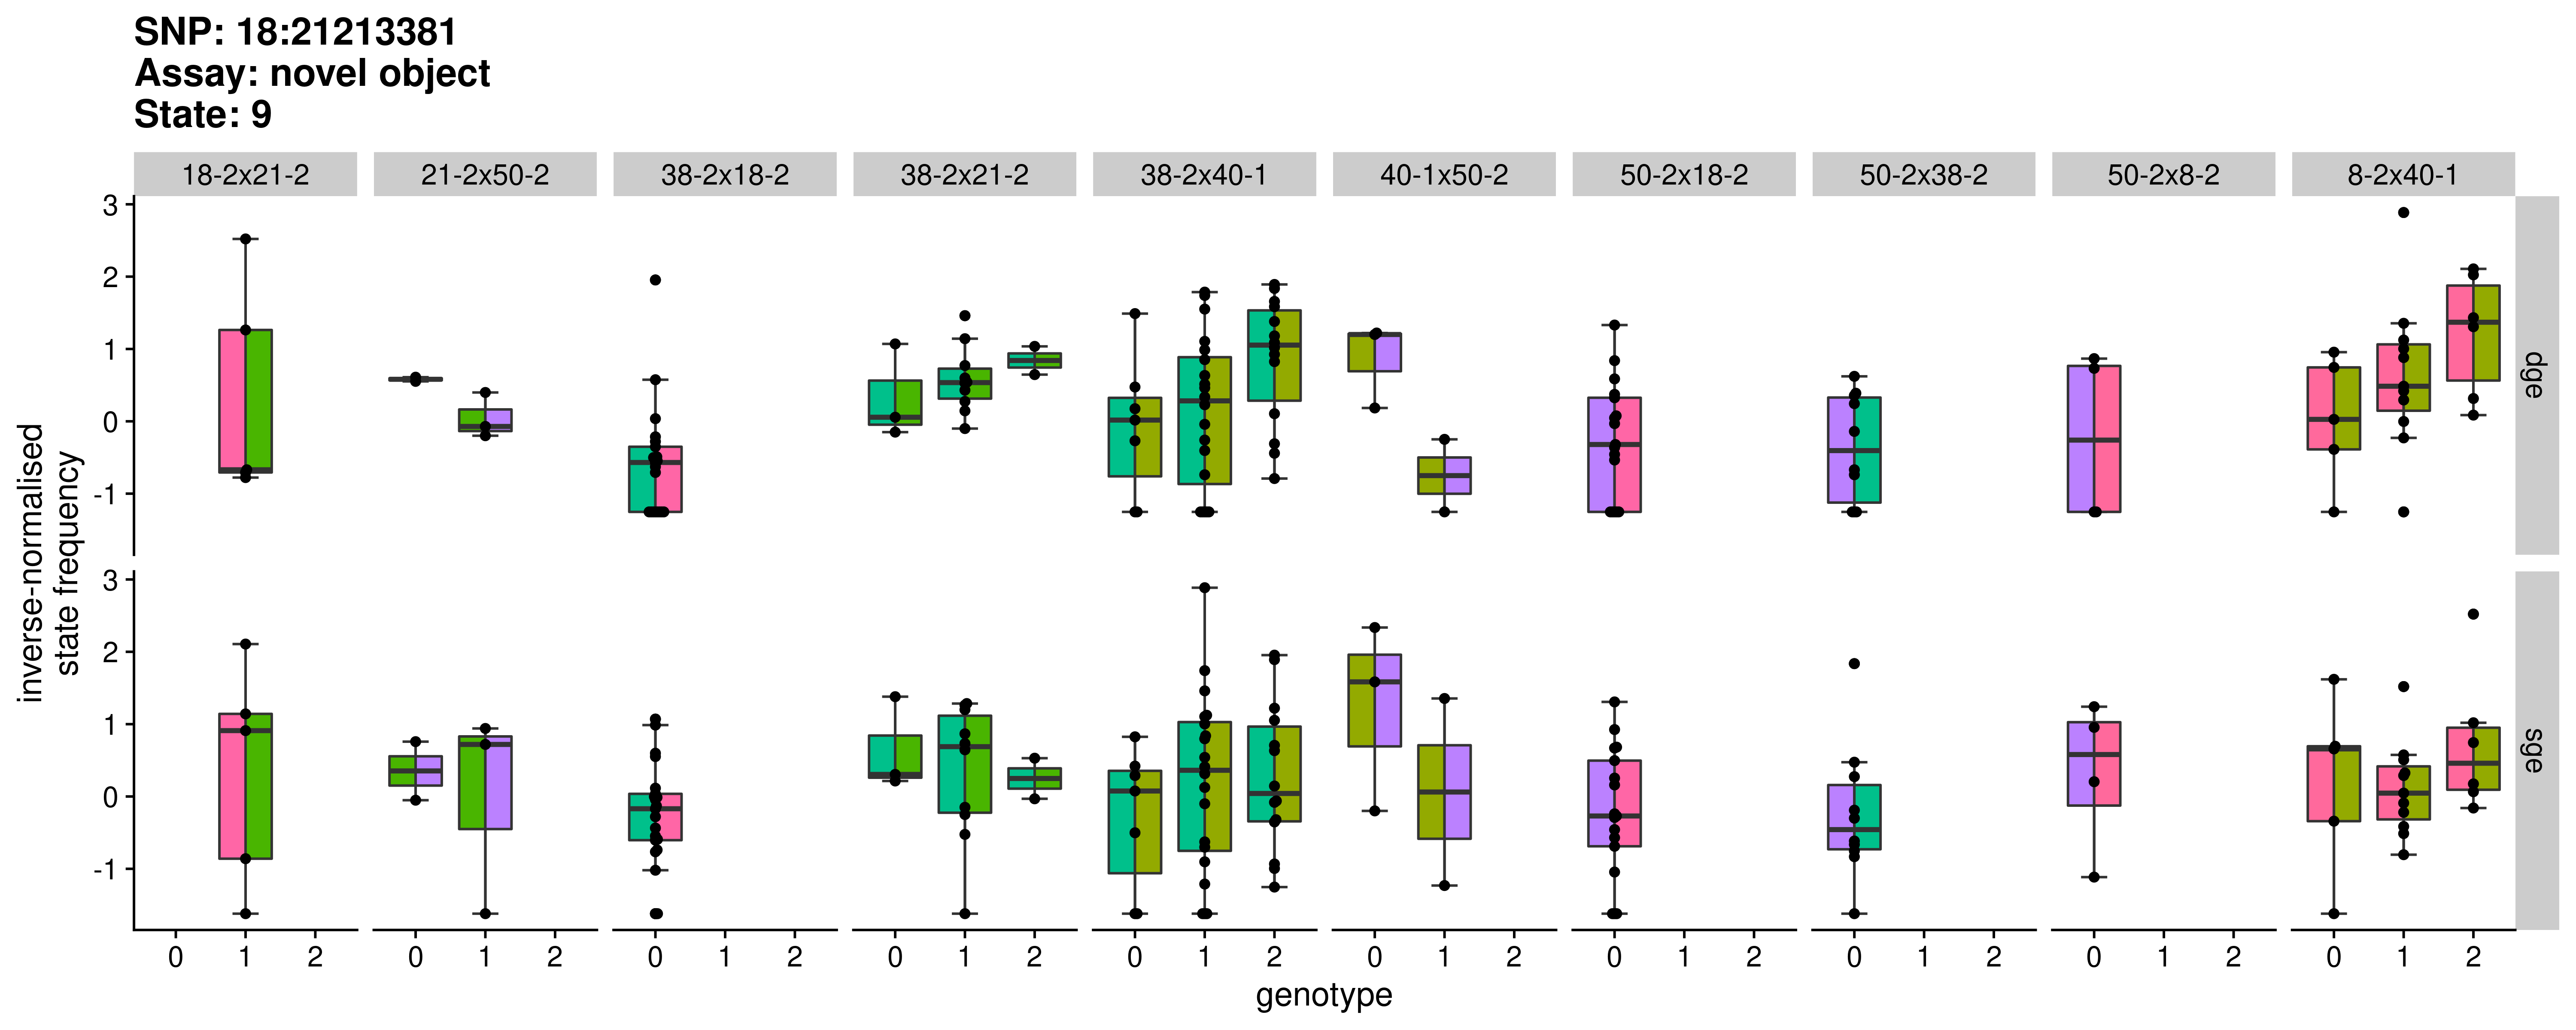 SNP: 18:21213381
Assay: novel object
State: 9
18-2x21-2 21-2x50-2 38-2x18-2 38-2x21-2 38-2x40-1 40-1x50-2 50-2x18-2 50-2x38-2 50-2x8-2 8-2x40-1
3
2
1
0
-1
dge
3
2
1
0
-1
sge
inverse-normalised
state frequency
0 1 2 0 1 2 0 1 2 0 1 2 0 1 2 0 1 2 0 1 2 0 1 2 0 1 2 0 1 2
genotype